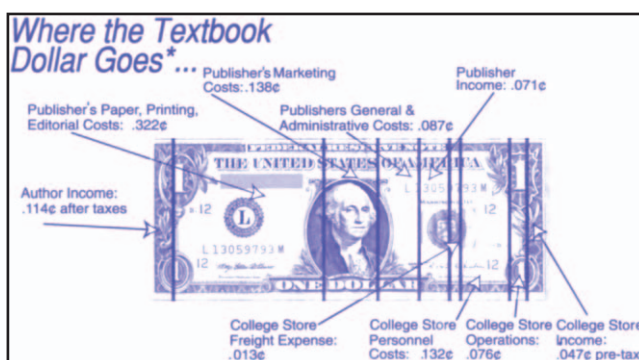 Where the Textbook
Dollar Goes*...
Publisher's Marketing
Costs: .138¢
Publisher
Income: .071¢
Publisher's Paper, Printing,
Editorial Costs: .322¢
Publishers General &
Administrative Costs: .087¢
FEDERAL RESERVE NOTE
THE UNITED STATES OF AMERICA
L 13059793 M
Author Income:
.114¢ after taxes
12
12
L
L 13059793 M
12
12
ONE DOLLAR
College Store
Freight Expense:
.013¢
College Store
Personnel
Costs: .132¢
College Store
Operations:
.076¢
College Store
Income:
.047¢ pre-tax